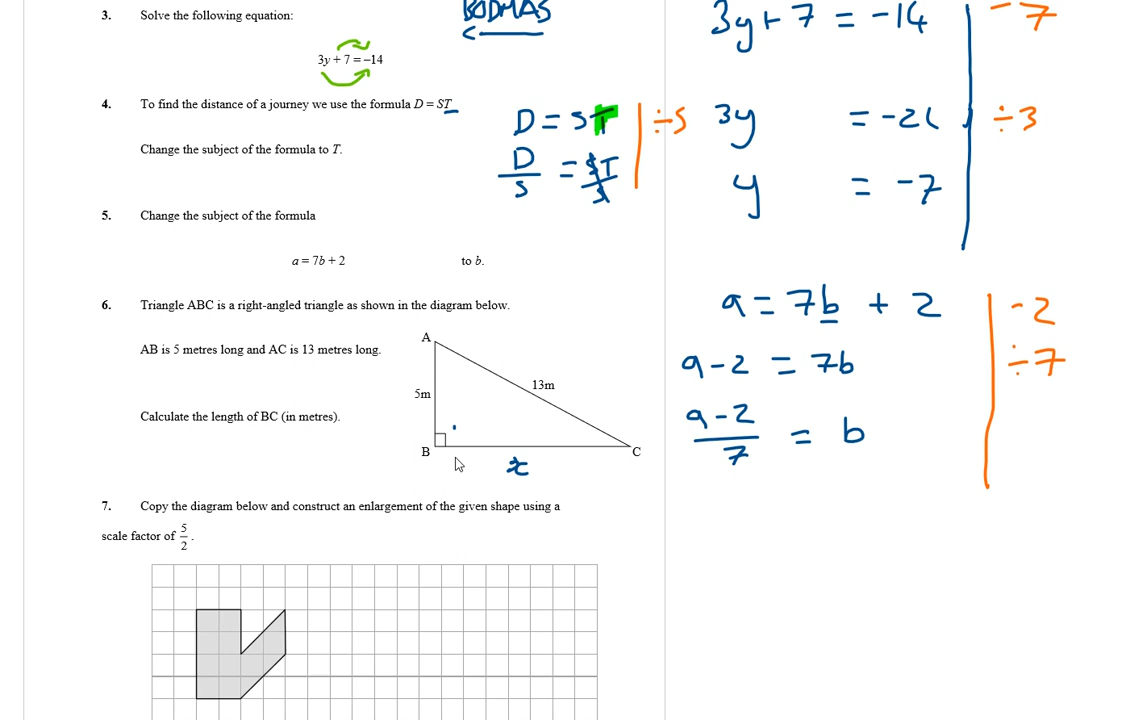 3. Solve the following equation:
BODMAS
3y + 7 = -14
-7
3y + 7 = –14
4. To find the distance of a journey we use the formula D = ST
D = ST
÷S
3y = -21
÷3
Change the subject of the formula to T.
D/S = ST/S
y = -7
5. Change the subject of the formula
a = 7b + 2 to b.
6. Triangle ABC is a right-angled triangle as shown in the diagram below.
a = 7b + 2
-2
AB is 5 metres long and AC is 13 metres long.
A
a - 2 = 7b
÷7
13m
5m
Calculate the length of BC (in metres).
a - 2 / 7 = b
B
C
x
7. Copy the diagram below and construct an enlargement of the given shape using a
scale factor of 5/2.